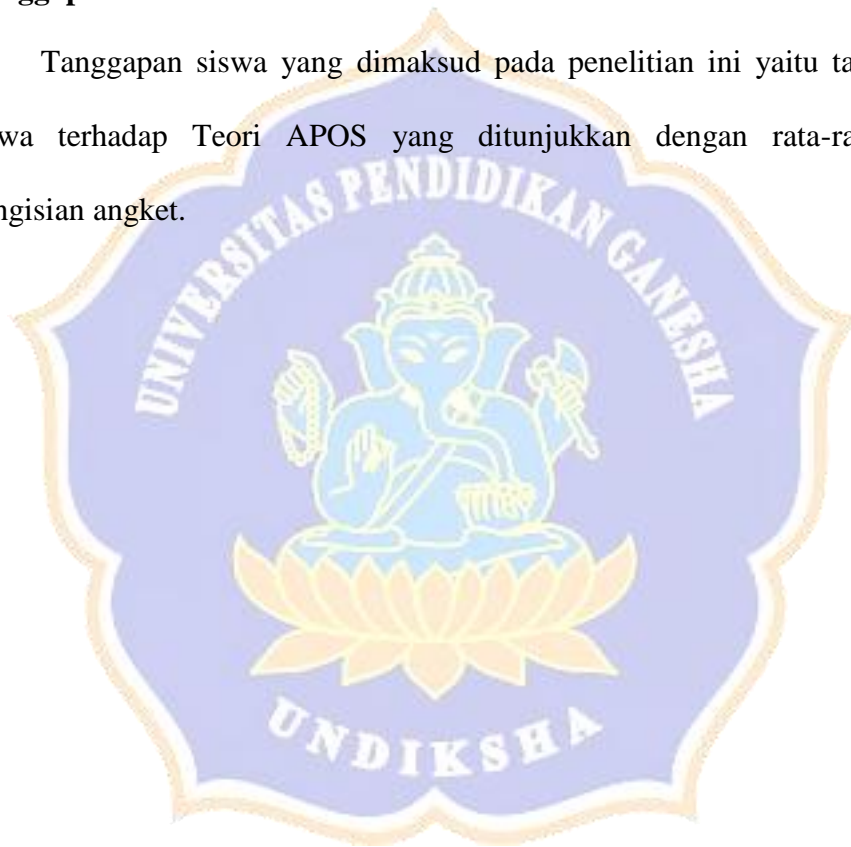 Tanggapan siswa yang dimaksud pada penelitian ini yaitu ta
wa terhadap Teori APOS yang ditunjukkan dengan rata-ra
ngisian angket.
UNIVERSITAS PENDIDIKAN GANESHA
UNDIKSHA